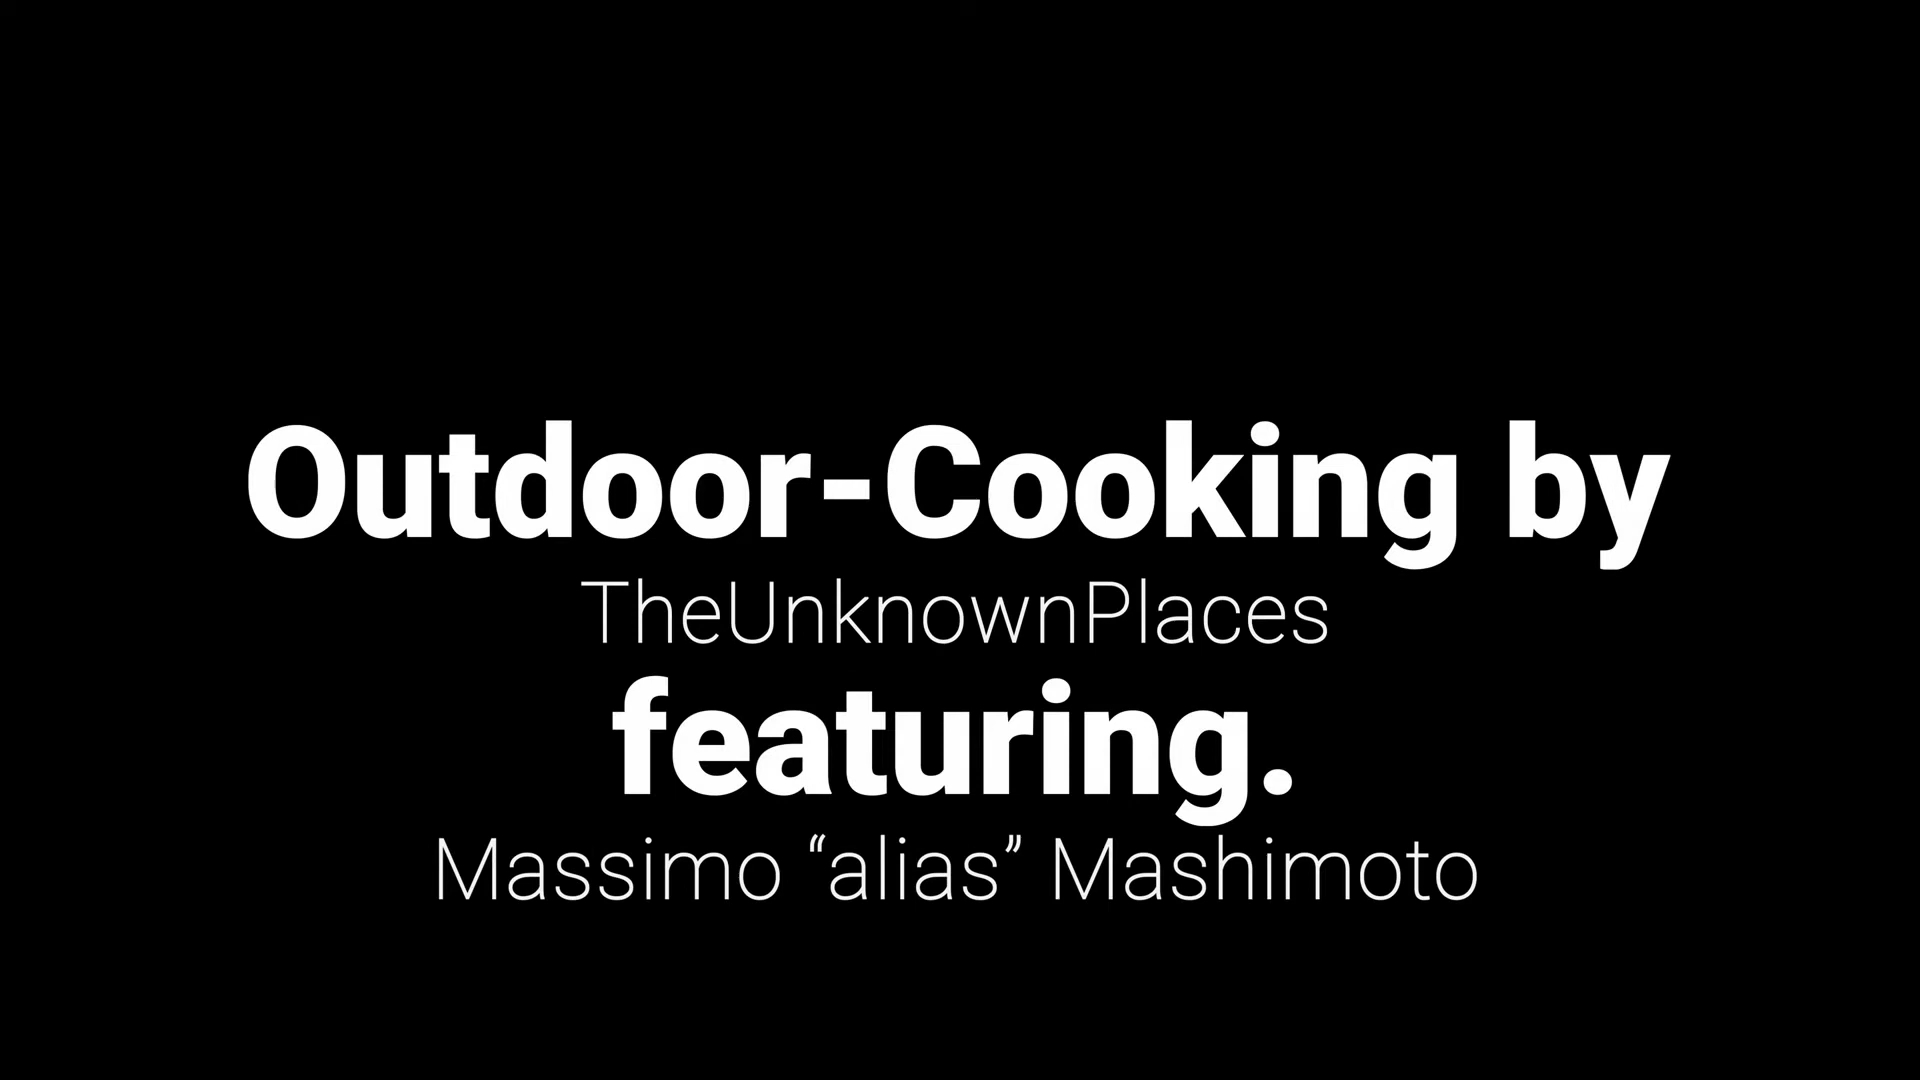 Outdoor-Cooking by
TheUnknownPlaces
featuring.
Massimo “alias” Mashimoto